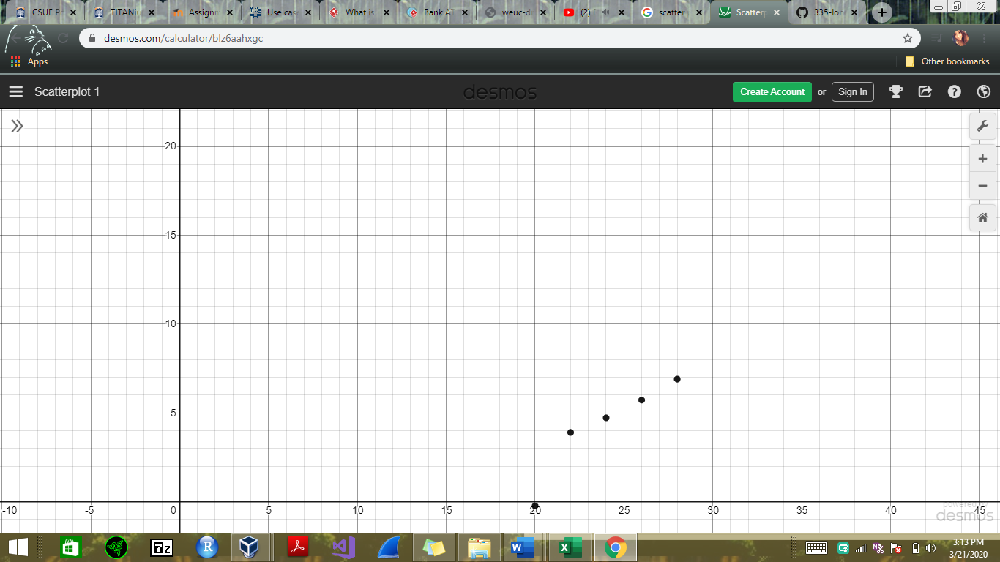 CSUF P TITANi Assignm Use cas What is Bank A weuc-d (2) F scatter Scatter 335-lor
desmos.com/calculator/blz6aahxgc
Apps Other bookmarks
Scatterplot 1 desmos Create Account or Sign In
20
15
10
5
-10 -5 0 5 10 15 20 25 30 35 40 45
powered by
desmos
7z R W X
3:13 PM
3/21/2020